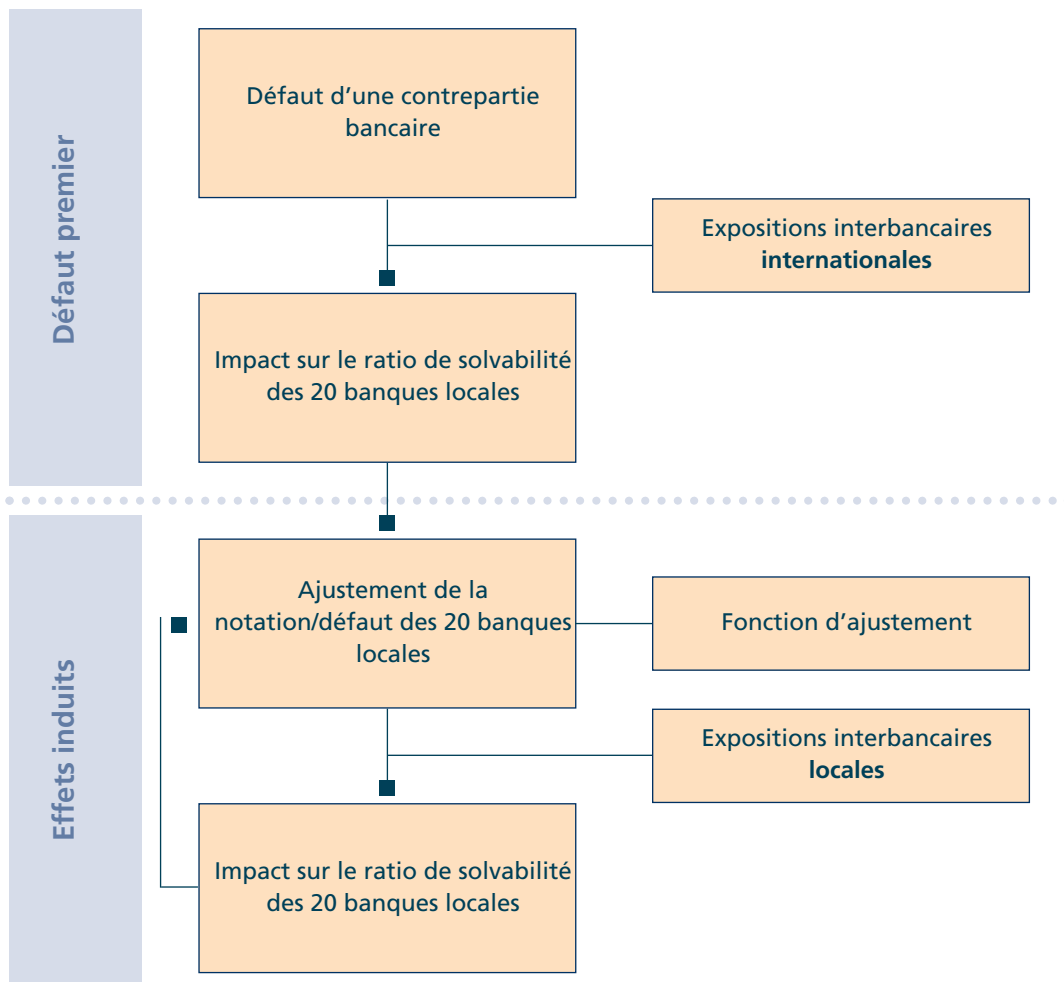 Défaut premier
Défaut d’une contrepartie
bancaire
Expositions interbancaires
internationales
Impact sur le ratio de solvabilité
des 20 banques locales
Effets induits
Ajustement de la
notation/défaut des 20 banques
locales
Fonction d’ajustement
Expositions interbancaires
locales
Impact sur le ratio de solvabilité
des 20 banques locales